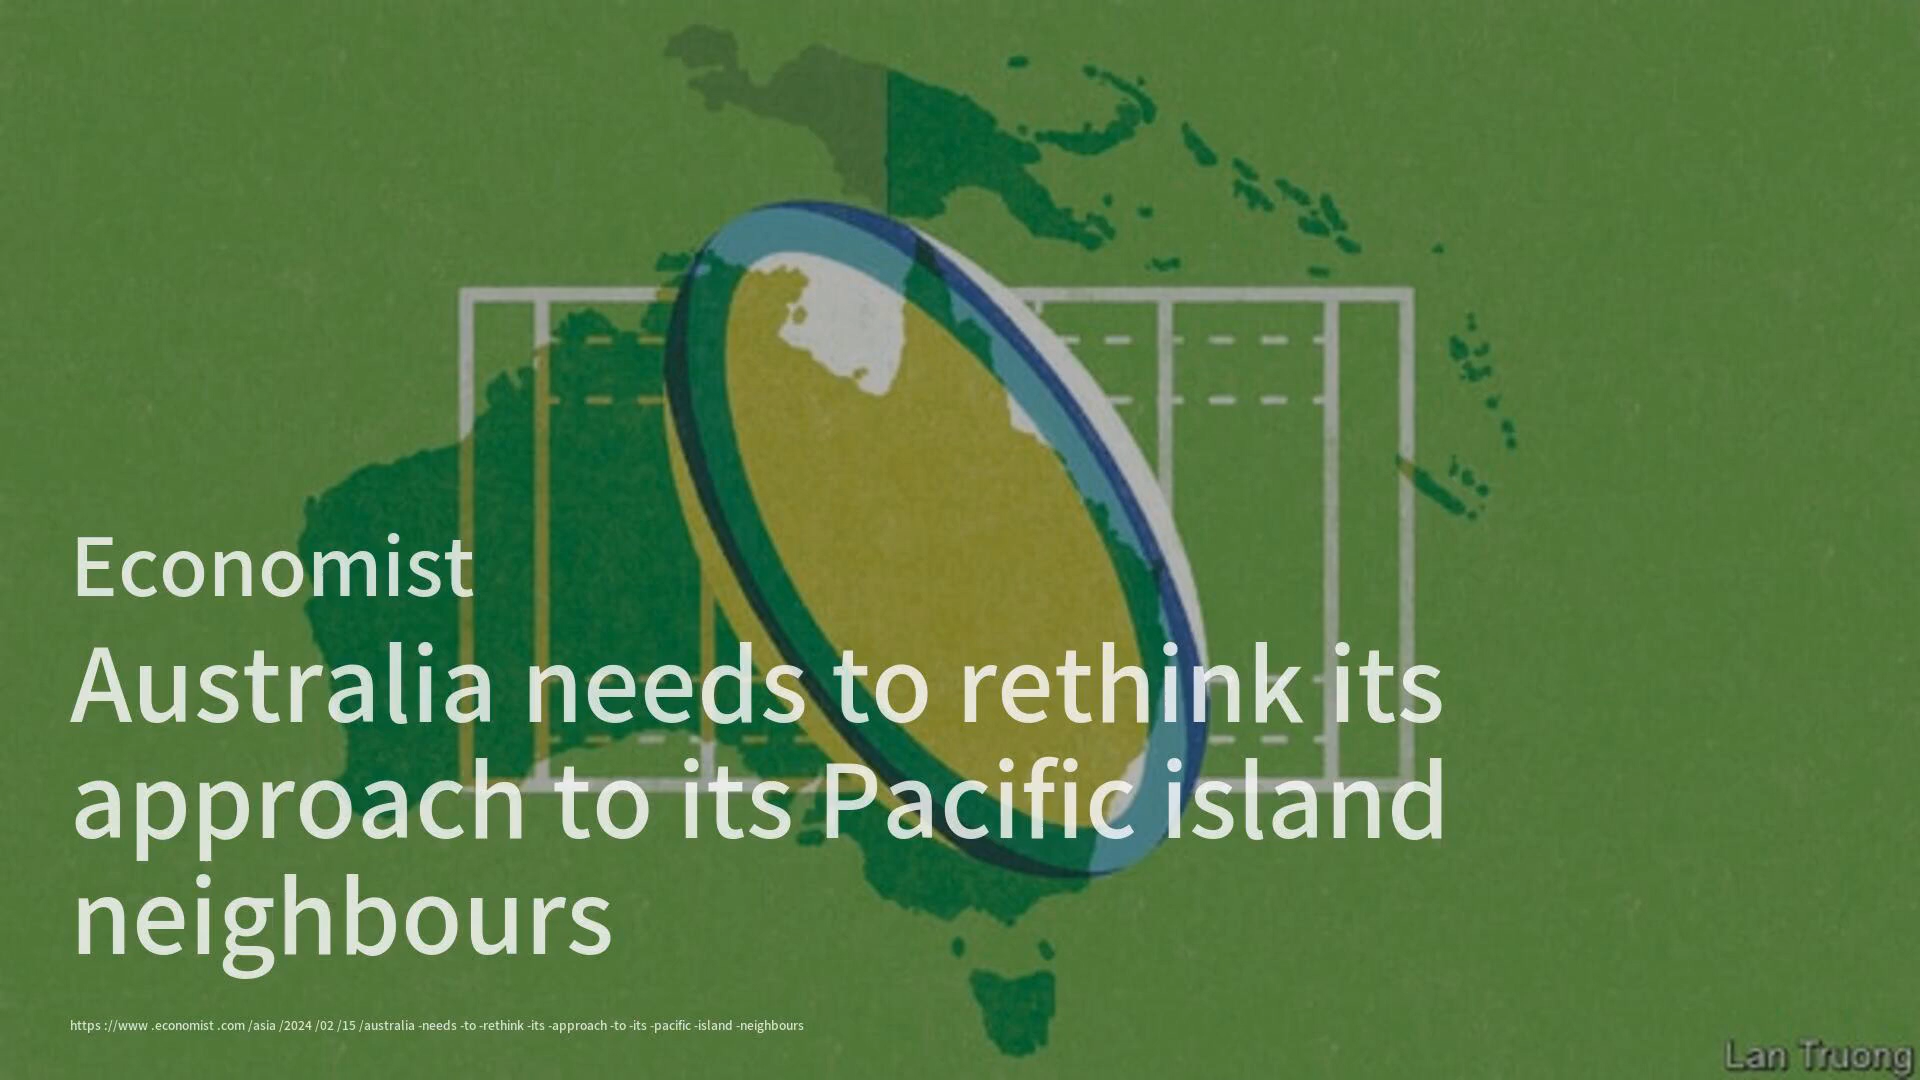 Economist
Australia needs to rethink its
approach to its Pacific island
neighbours
https ://www .economist .com /asia /2024 /02 /15 /australia -needs -to -rethink -its -approach -to -its -pacific -island -neighbours
Lan Truong